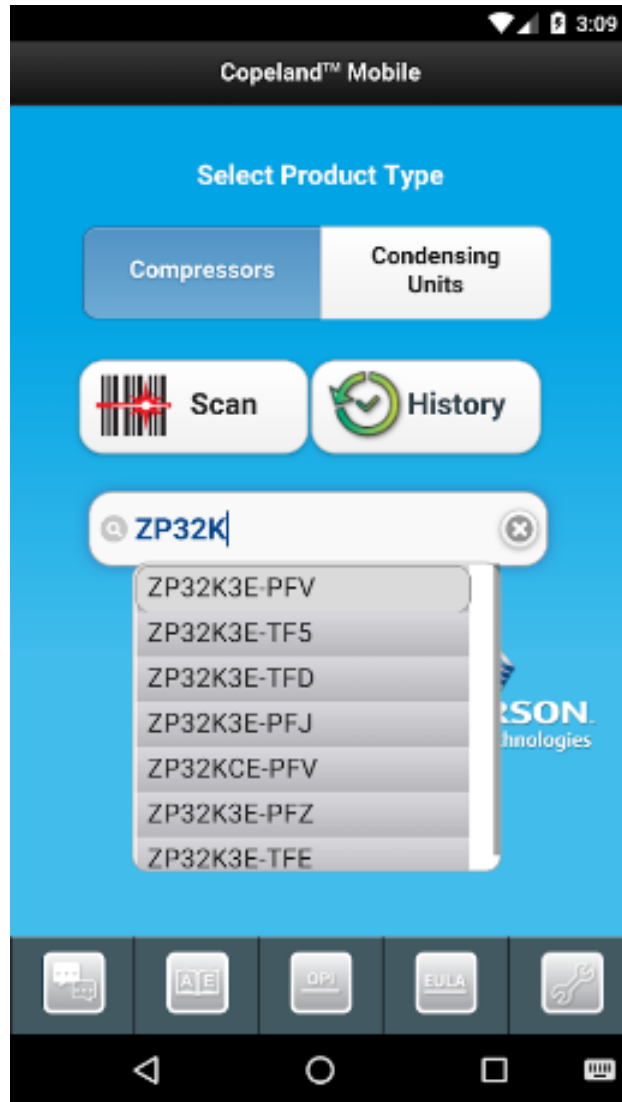 3:09
Copeland™ Mobile
Select Product Type
Compressors
Condensing
Units
Scan
History
ZP32K
ZP32K3E-PFV
ZP32K3E-TF5
ZP32K3E-TFD
ZP32K3E-PFJ
ZP32KCE-PFV
ZP32K3E-PFZ
ZP32K3E-TFE
RSON.
hnologies
A E
OPI
EULA